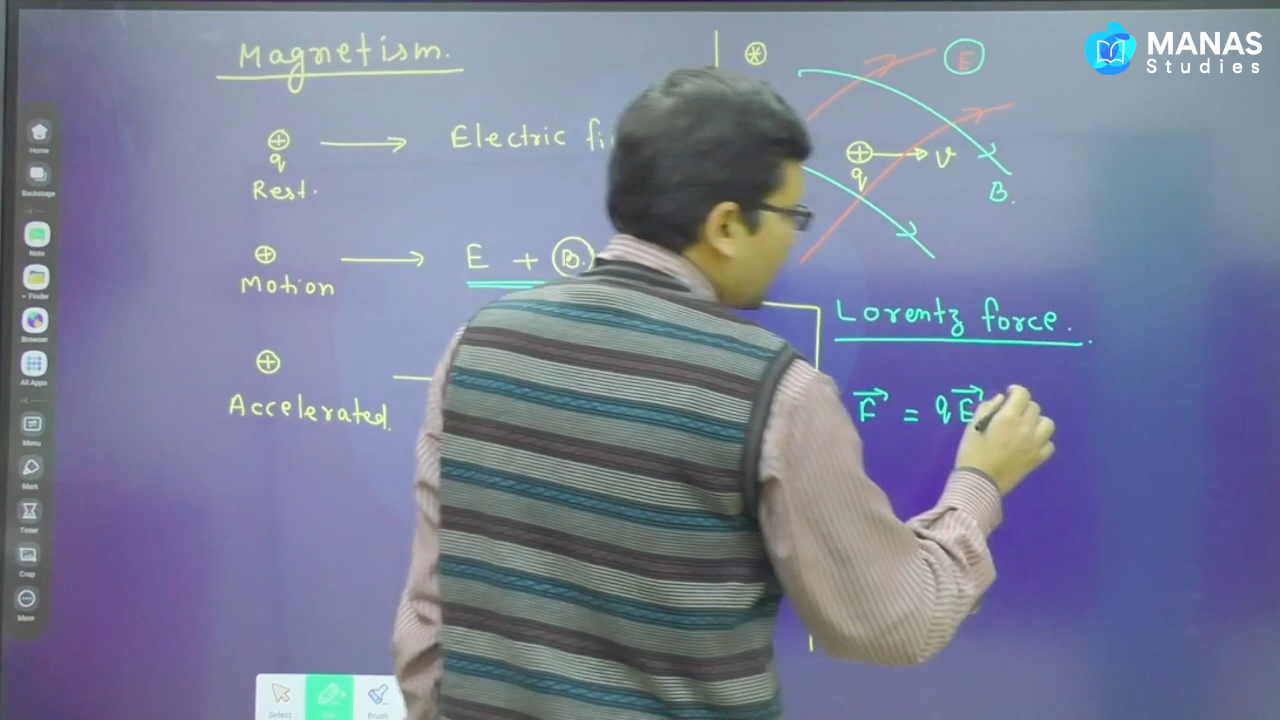 MANAS
Studies
Magnetism.
⊕ → Electric
q
Rest.
⊕ → E + B.
Motion
⊕
Accelerated.
E
⊕ → v
q
B.
Lorentz force.
F⃗ = qE⃗
Home
Backstage
Note
Finder
Browser
All Apps
Menu
Mark
Timer
Crop
More
Select
Brush